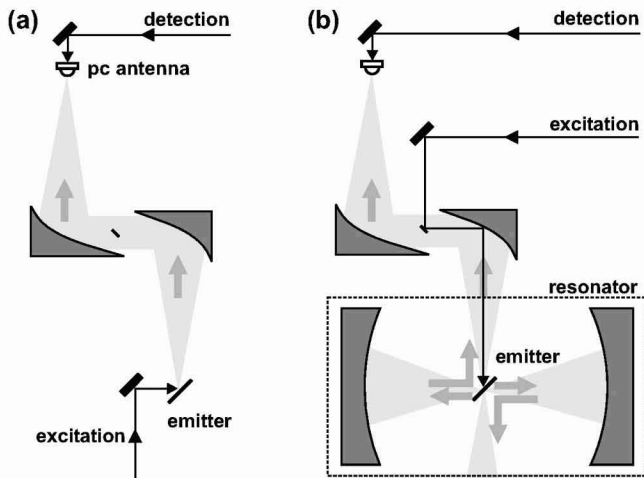 (a)
detection
pc antenna
emitter
excitation
(b)
detection
excitation
resonator
emitter